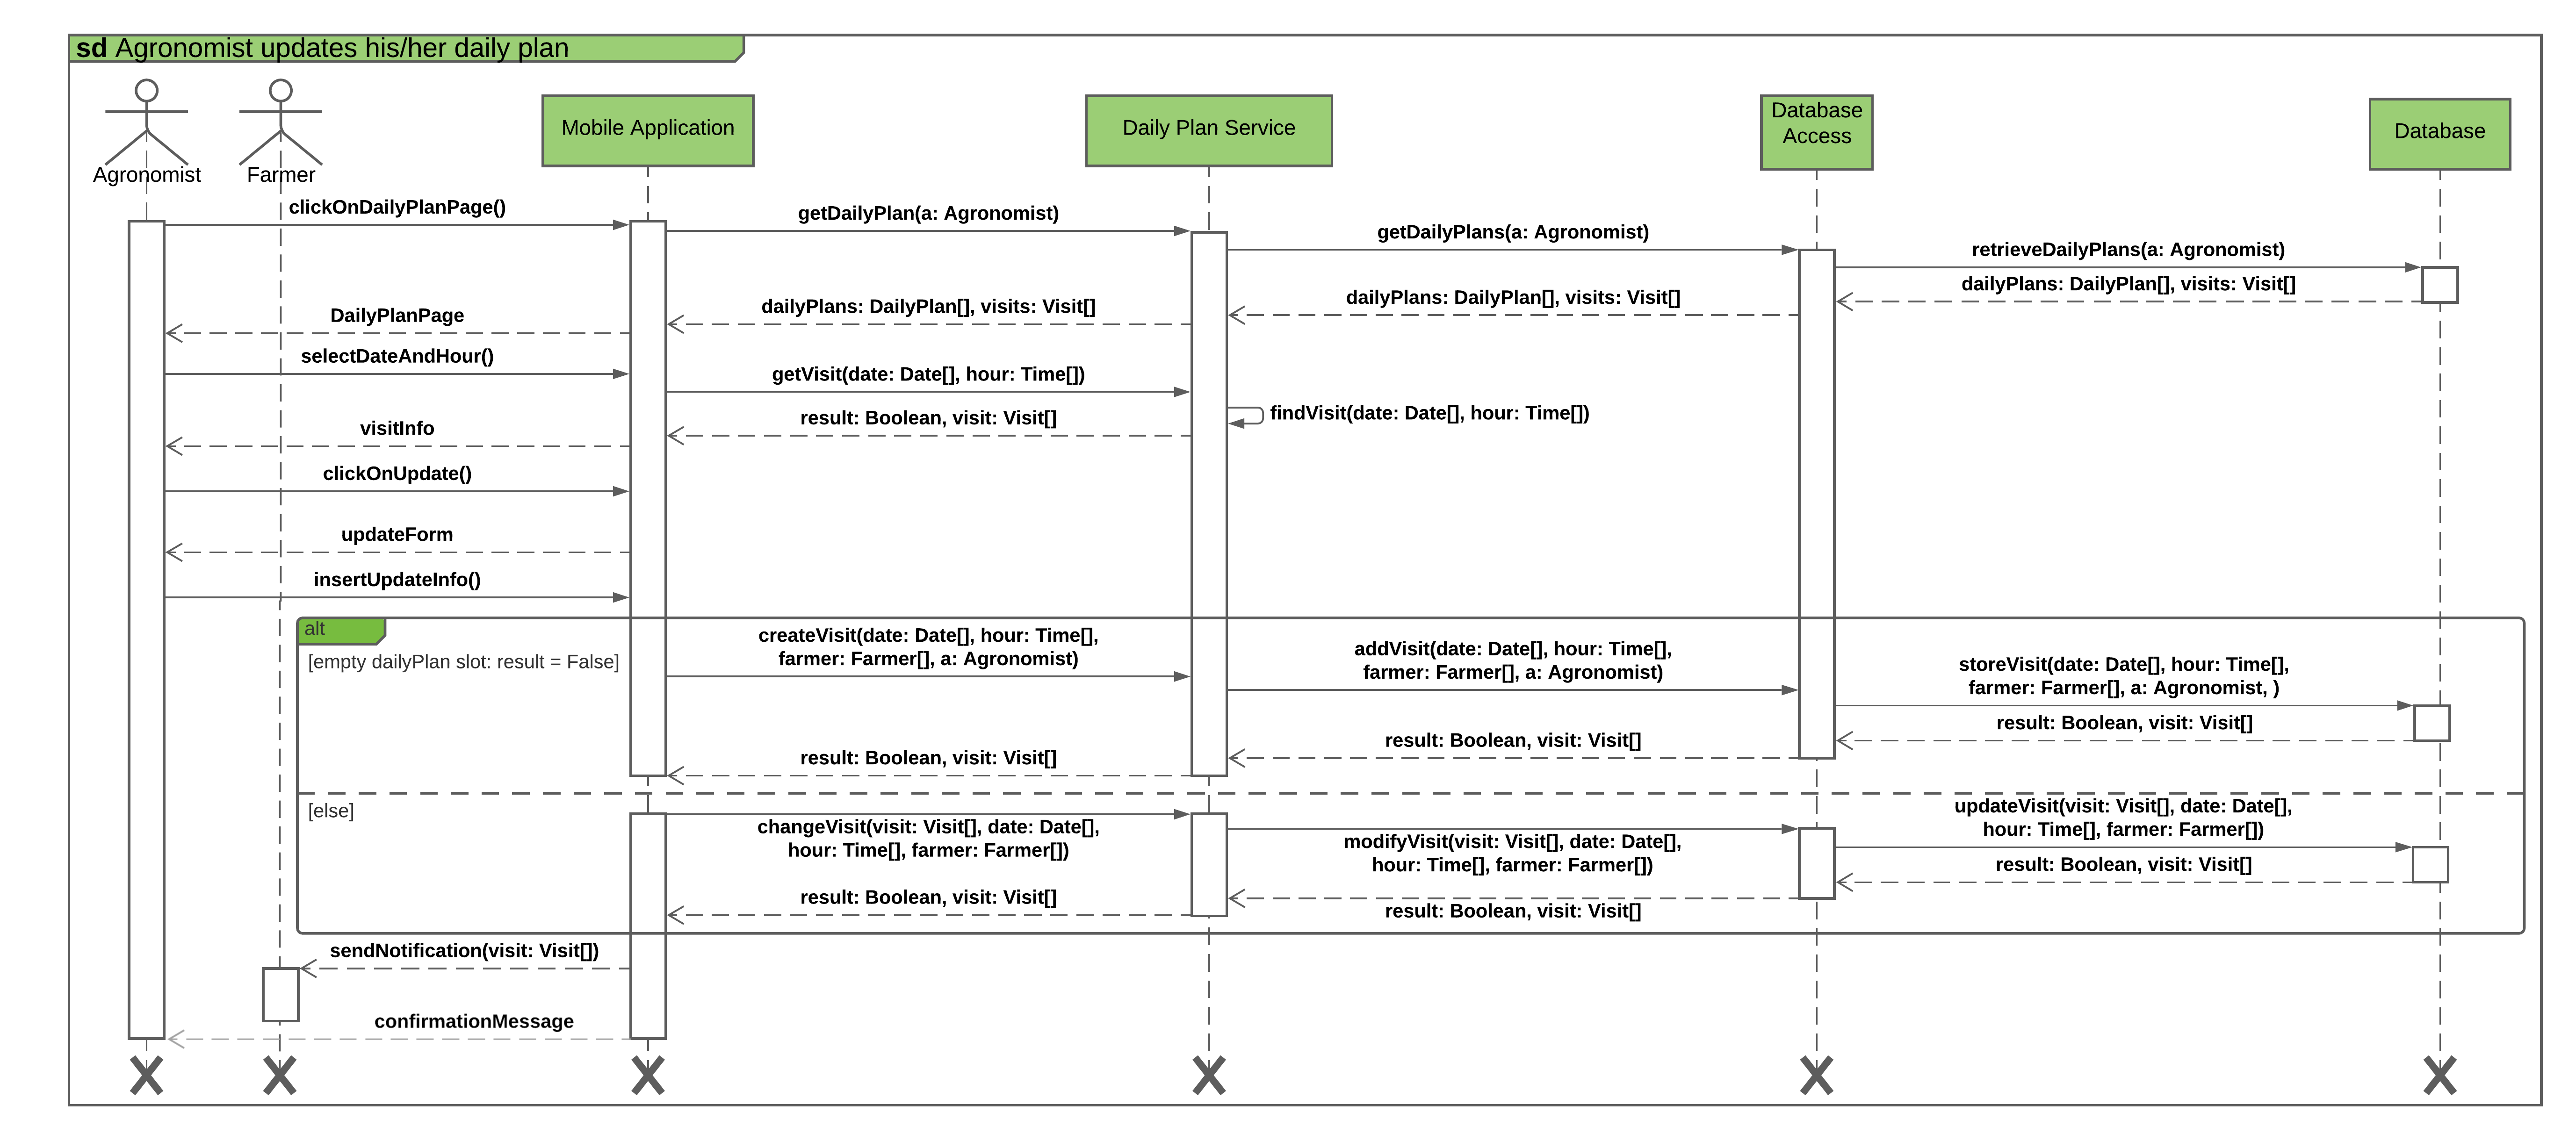 sd Agronomist updates his/her daily plan
Agronomist
Farmer
Mobile Application
Daily Plan Service
Database
Access
Database
clickOnDailyPlanPage()
getDailyPlan(a: Agronomist)
getDailyPlans(a: Agronomist)
retrieveDailyPlans(a: Agronomist)
dailyPlans: DailyPlan[], visits: Visit[]
dailyPlans: DailyPlan[], visits: Visit[]
dailyPlans: DailyPlan[], visits: Visit[]
DailyPlanPage
selectDateAndHour()
getVisit(date: Date[], hour: Time[])
findVisit(date: Date[], hour: Time[])
result: Boolean, visit: Visit[]
visitInfo
clickOnUpdate()
updateForm
insertUpdateInfo()
alt
[empty dailyPlan slot: result = False]
createVisit(date: Date[], hour: Time[],
farmer: Farmer[], a: Agronomist)
addVisit(date: Date[], hour: Time[],
farmer: Farmer[], a: Agronomist)
storeVisit(date: Date[], hour: Time[],
farmer: Farmer[], a: Agronomist, )
result: Boolean, visit: Visit[]
result: Boolean, visit: Visit[]
result: Boolean, visit: Visit[]
[else]
changeVisit(visit: Visit[], date: Date[],
hour: Time[], farmer: Farmer[])
modifyVisit(visit: Visit[], date: Date[],
hour: Time[], farmer: Farmer[])
updateVisit(visit: Visit[], date: Date[],
hour: Time[], farmer: Farmer[])
result: Boolean, visit: Visit[]
result: Boolean, visit: Visit[]
result: Boolean, visit: Visit[]
sendNotification(visit: Visit[])
confirmationMessage